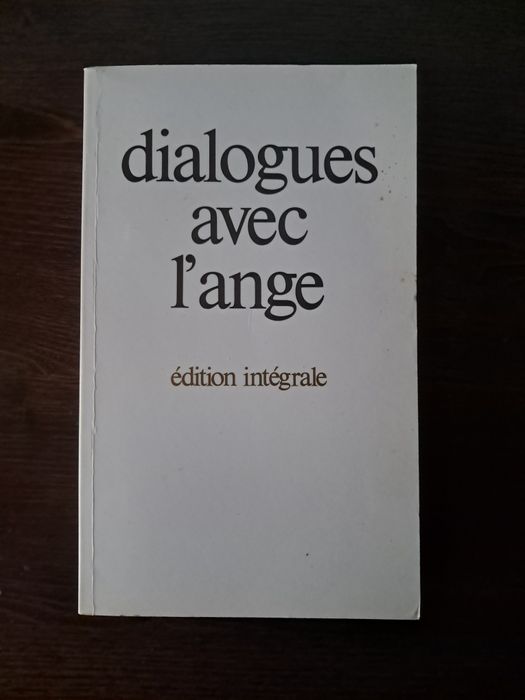 dialogues
avec
l'ange
édition intégrale